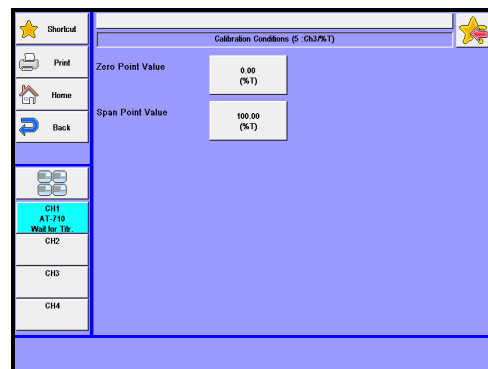 Shortcut
Calibration Conditions (5 :Ch3/%T)
Print
Zero Point Value
0.00
(%T)
Home
Span Point Value
100.00
(%T)
Back
CH1
AT-710
Wait for Titr.
CH2
CH3
CH4